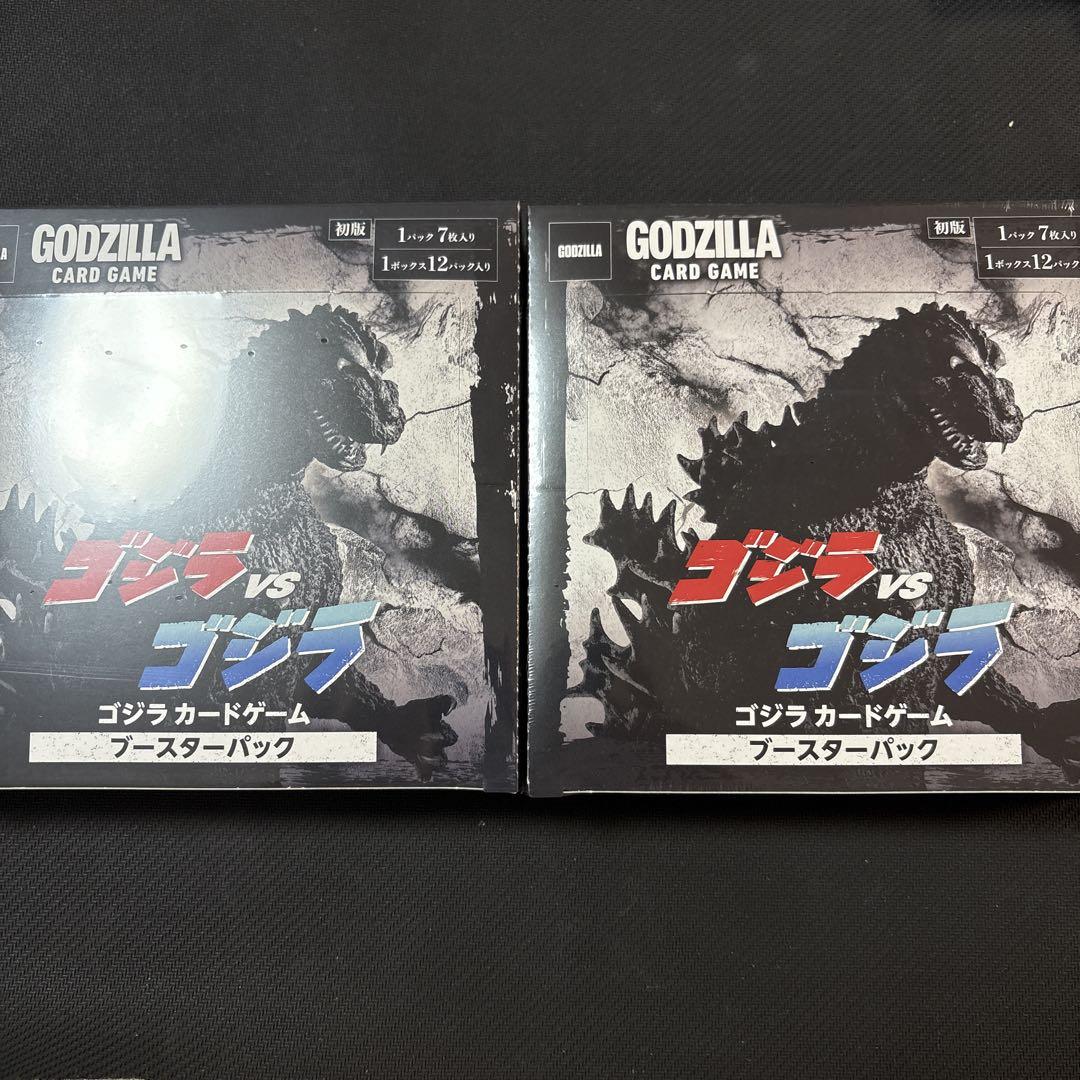 LA
GODZILLA
CARD GAME
初版
1パック 7枚入り
1ボックス12パック入り
ゴジラ
VS
ゴジラ
ゴジラ カードゲーム
ブースターパック
GODZILLA
GODZILLA
CARD GAME
初版
1パック 7枚入り
1ボックス12パック
ゴジラ
VS
ゴジラ
ゴジラ カードゲーム
ブースターパック